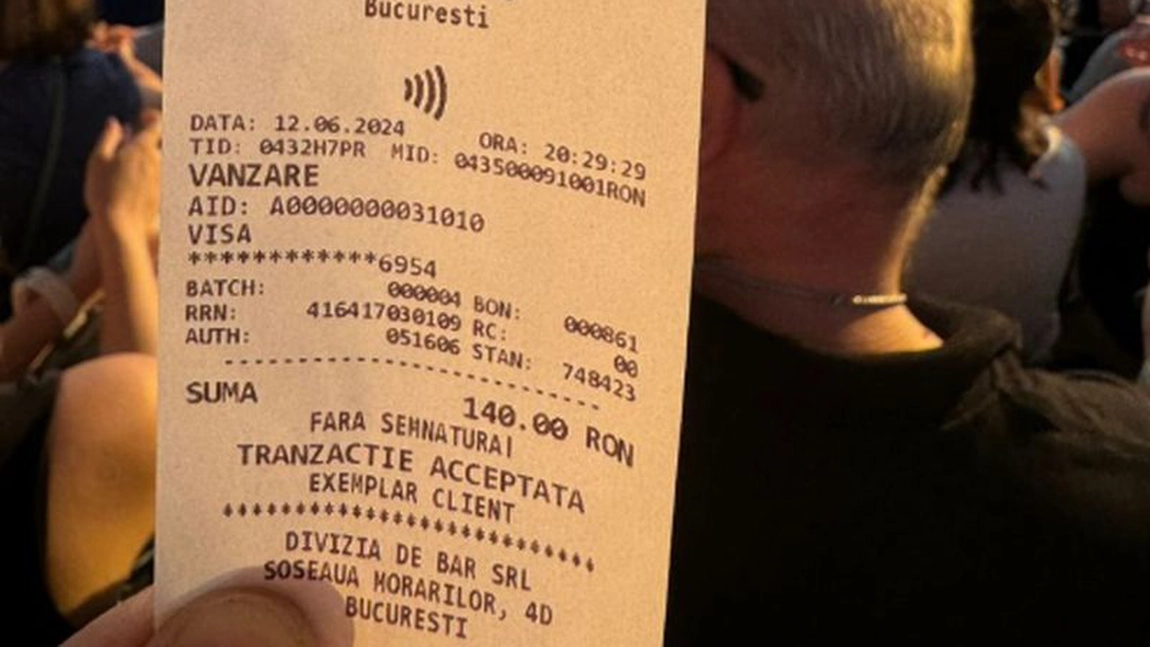 Bucuresti
DATA: 12.06.2024 ORA: 20:29:29
TID: 0432H7PR MID: 043500091001RON
VANZARE
AID: A0000000031010
VISA
************6954
BATCH: 000004 BON: 000861
RRN: 416417030109 RC: 00
AUTH: 051606 STAN: 748423
------------------------------
SUMA 140.00 RON
FARA SEMNATURA!
TRANZACTIE ACCEPTATA
EXEMPLAR CLIENT
******************************
DIVIZIA DE BAR SRL
SOSEAUA MORARILOR, 4D
BUCURESTI